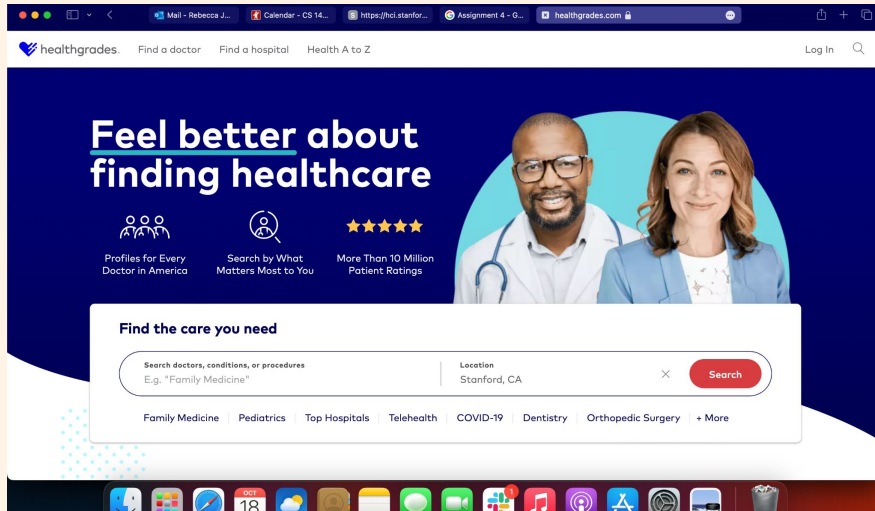 Mail - Rebecca J...
Calendar - CS 14...
https://hci.stanfor...
Assignment 4 - G...
healthgrades.com
healthgrades.
Find a doctor
Find a hospital
Health A to Z
Log In
Feel better about
finding healthcare
Profiles for Every
Doctor in America
Search by What
Matters Most to You
More Than 10 Million
Patient Ratings
Find the care you need
Search doctors, conditions, or procedures
E.g. "Family Medicine"
Location
Stanford, CA
Search
Family Medicine
Pediatrics
Top Hospitals
Telehealth
COVID-19
Dentistry
Orthopedic Surgery
+ More
OCT
18
1